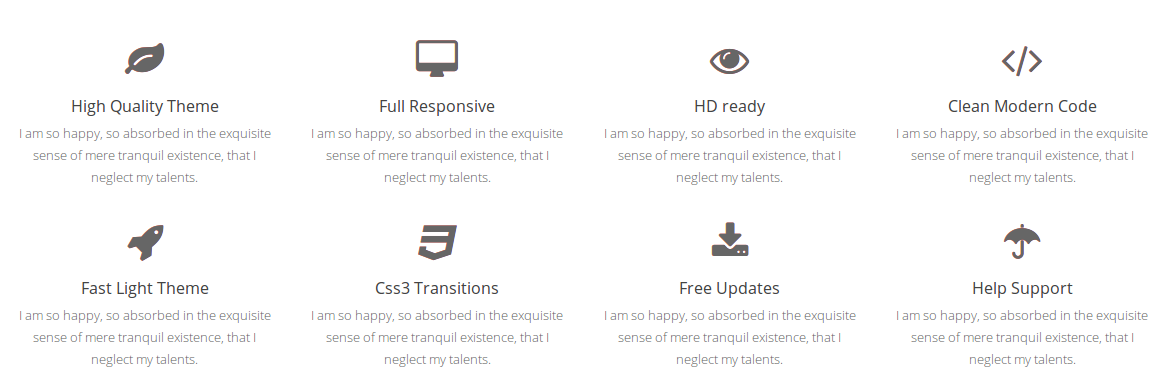 High Quality Theme
I am so happy, so absorbed in the exquisite
sense of mere tranquil existence, that I
neglect my talents.
Full Responsive
I am so happy, so absorbed in the exquisite
sense of mere tranquil existence, that I
neglect my talents.
HD ready
I am so happy, so absorbed in the exquisite
sense of mere tranquil existence, that I
neglect my talents.
Clean Modern Code
I am so happy, so absorbed in the exquisite
sense of mere tranquil existence, that I
neglect my talents.
Fast Light Theme
I am so happy, so absorbed in the exquisite
sense of mere tranquil existence, that I
neglect my talents.
Css3 Transitions
I am so happy, so absorbed in the exquisite
sense of mere tranquil existence, that I
neglect my talents.
Free Updates
I am so happy, so absorbed in the exquisite
sense of mere tranquil existence, that I
neglect my talents.
Help Support
I am so happy, so absorbed in the exquisite
sense of mere tranquil existence, that I
neglect my talents.